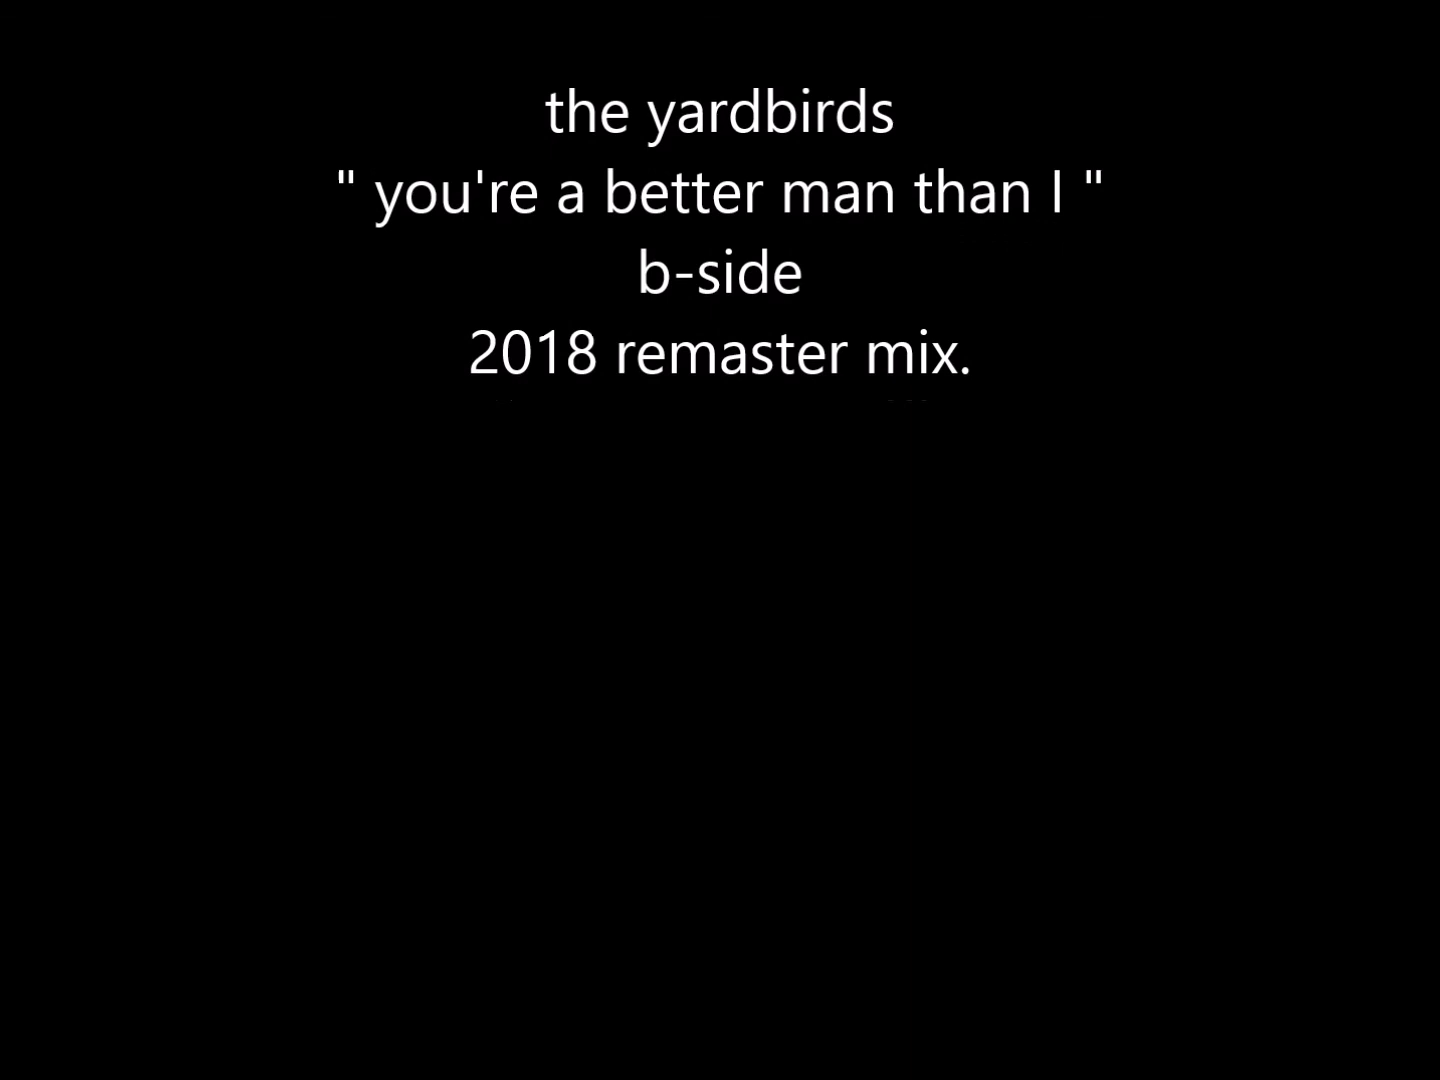 the yardbirds
" you're a better man than I "
b-side
2018 remaster mix.